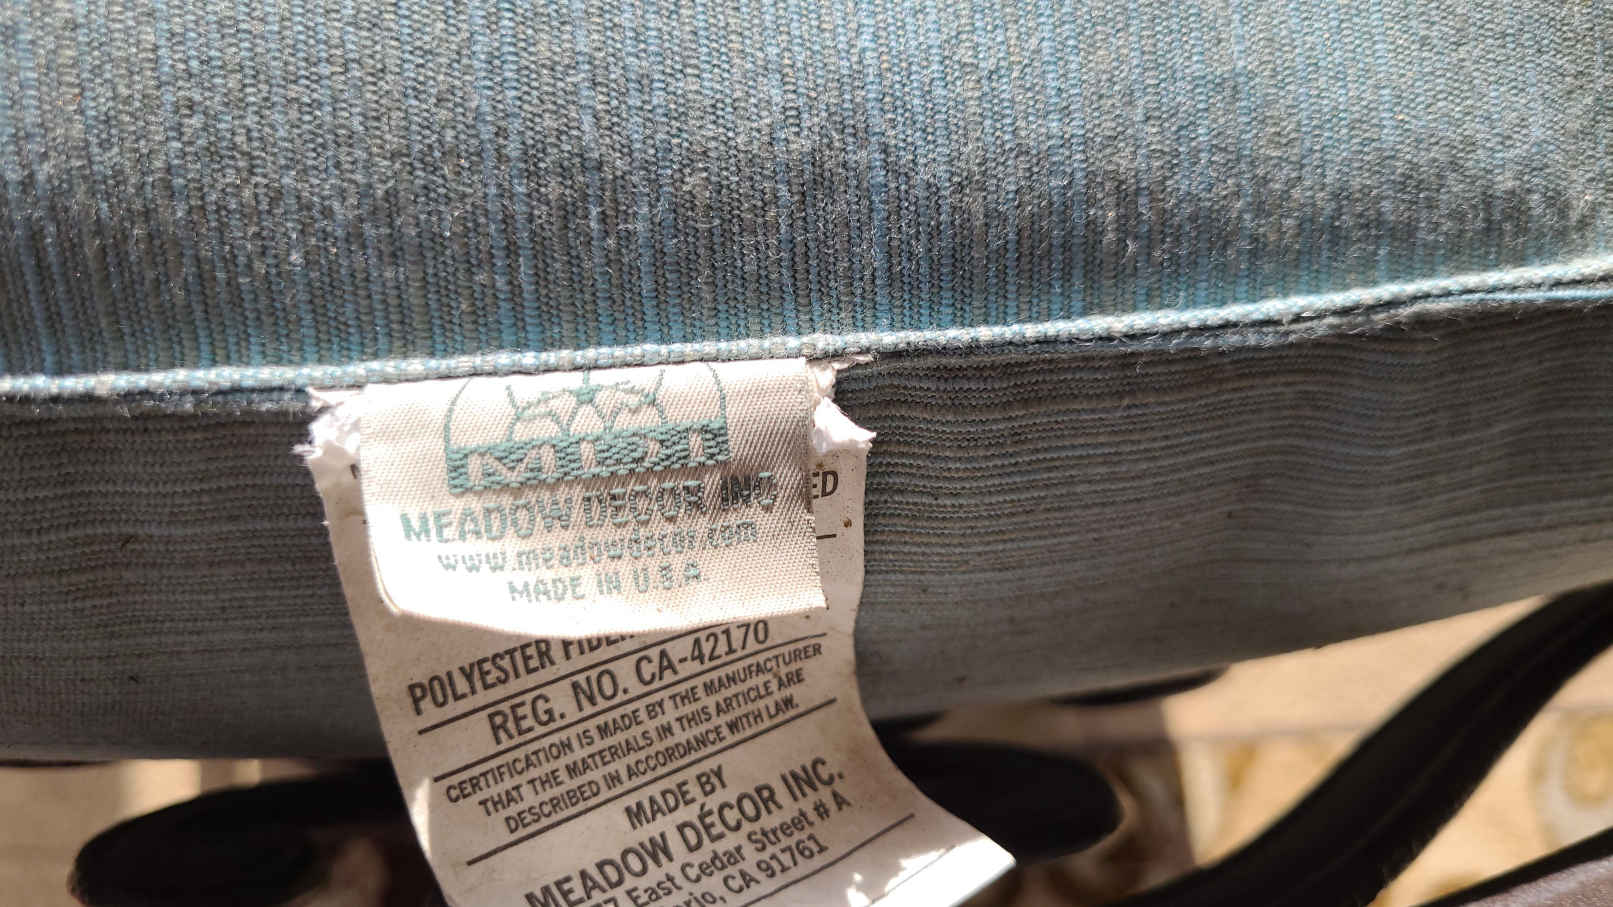 MEADOW DECOR INC
www.meadowdecor.com
MADE IN U.S.A.
ED
POLYESTER
REG. NO. CA-42170
CERTIFICATION IS MADE BY THE MANUFACTURER
THAT THE MATERIALS IN THIS ARTICLE ARE
DESCRIBED IN ACCORDANCE WITH LAW.
MADE BY
MEADOW DÉCOR INC.
East Cedar Street # A
CA 91761